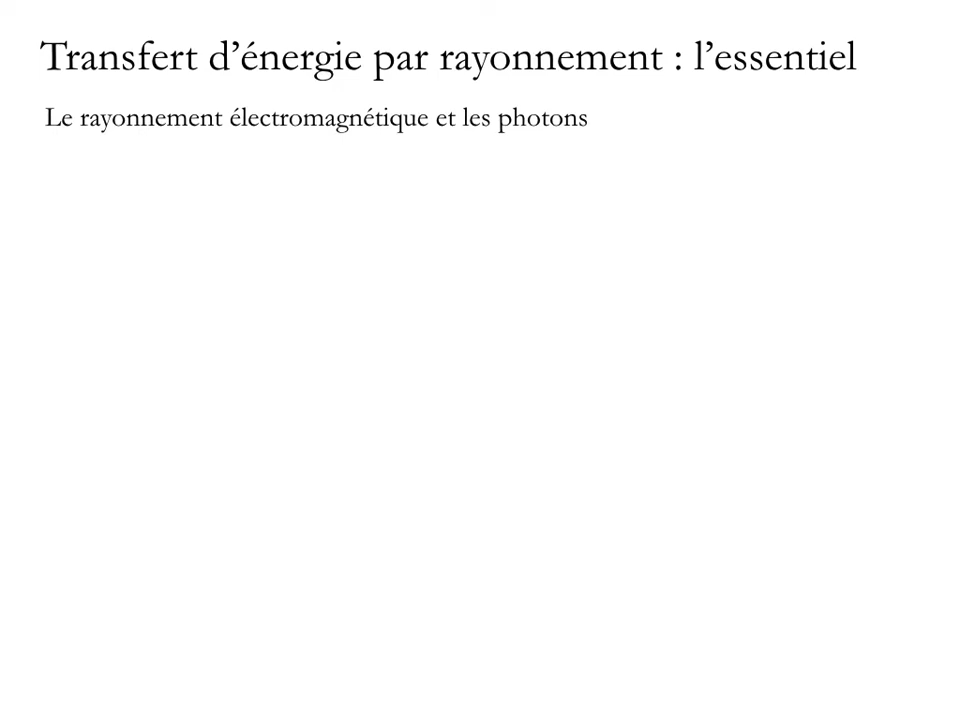 Transfert d’énergie par rayonnement : l’essentiel
Le rayonnement électromagnétique et les photons